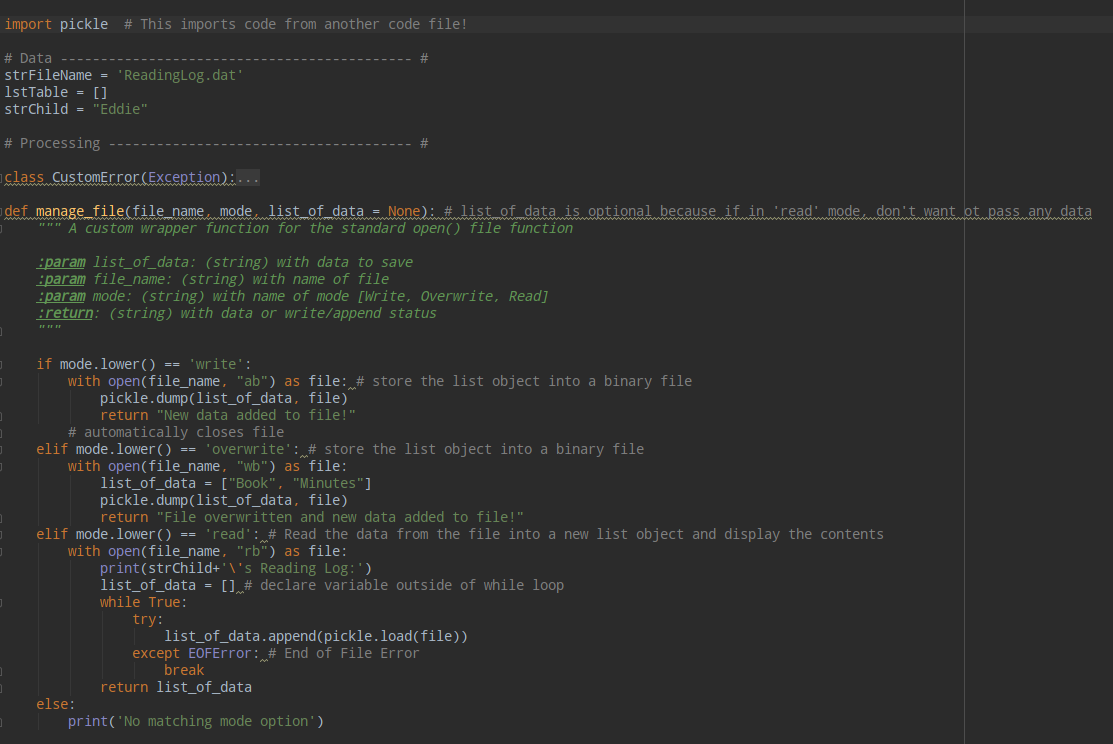 import pickle  # This imports code from another code file!
# Data -------------------------------------------- #
strFileName = 'ReadingLog.dat'
lstTable = []
strChild = "Eddie"
# Processing -------------------------------------- #
class CustomError(Exception):...
def manage_file(file_name, mode, list_of_data = None): # list_of_data is optional because if in 'read' mode, don't want ot pass any data
    """ A custom wrapper function for the standard open() file function
    :param list_of_data: (string) with data to save
    :param file_name: (string) with name of file
    :param mode: (string) with name of mode [Write, Overwrite, Read]
    :return: (string) with data or write/append status
    """
    if mode.lower() == 'write':
        with open(file_name, "ab") as file: # store the list object into a binary file
            pickle.dump(list_of_data, file)
            return "New data added to file!"
        # automatically closes file
    elif mode.lower() == 'overwrite': # store the list object into a binary file
        with open(file_name, "wb") as file:
            list_of_data = ["Book", "Minutes"]
            pickle.dump(list_of_data, file)
            return "File overwritten and new data added to file!"
    elif mode.lower() == 'read': # Read the data from the file into a new list object and display the contents
        with open(file_name, "rb") as file:
            print(strChild+'\'s Reading Log:')
            list_of_data = [] # declare variable outside of while loop
            while True:
                try:
                    list_of_data.append(pickle.load(file))
                except EOFError: # End of File Error
                    break
            return list_of_data
    else:
        print('No matching mode option')